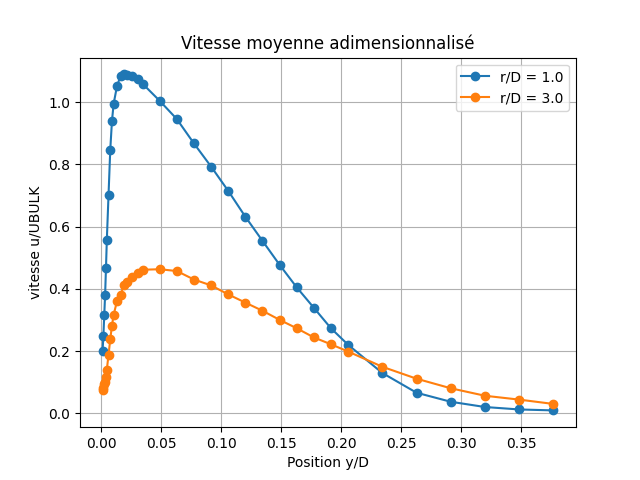 Vitesse moyenne adimensionnalisé
r/D = 1.0
r/D = 3.0
vitesse u/UBULK
1.0
0.8
0.6
0.4
0.2
0.0
0.00 0.05 0.10 0.15 0.20 0.25 0.30 0.35
Position y/D